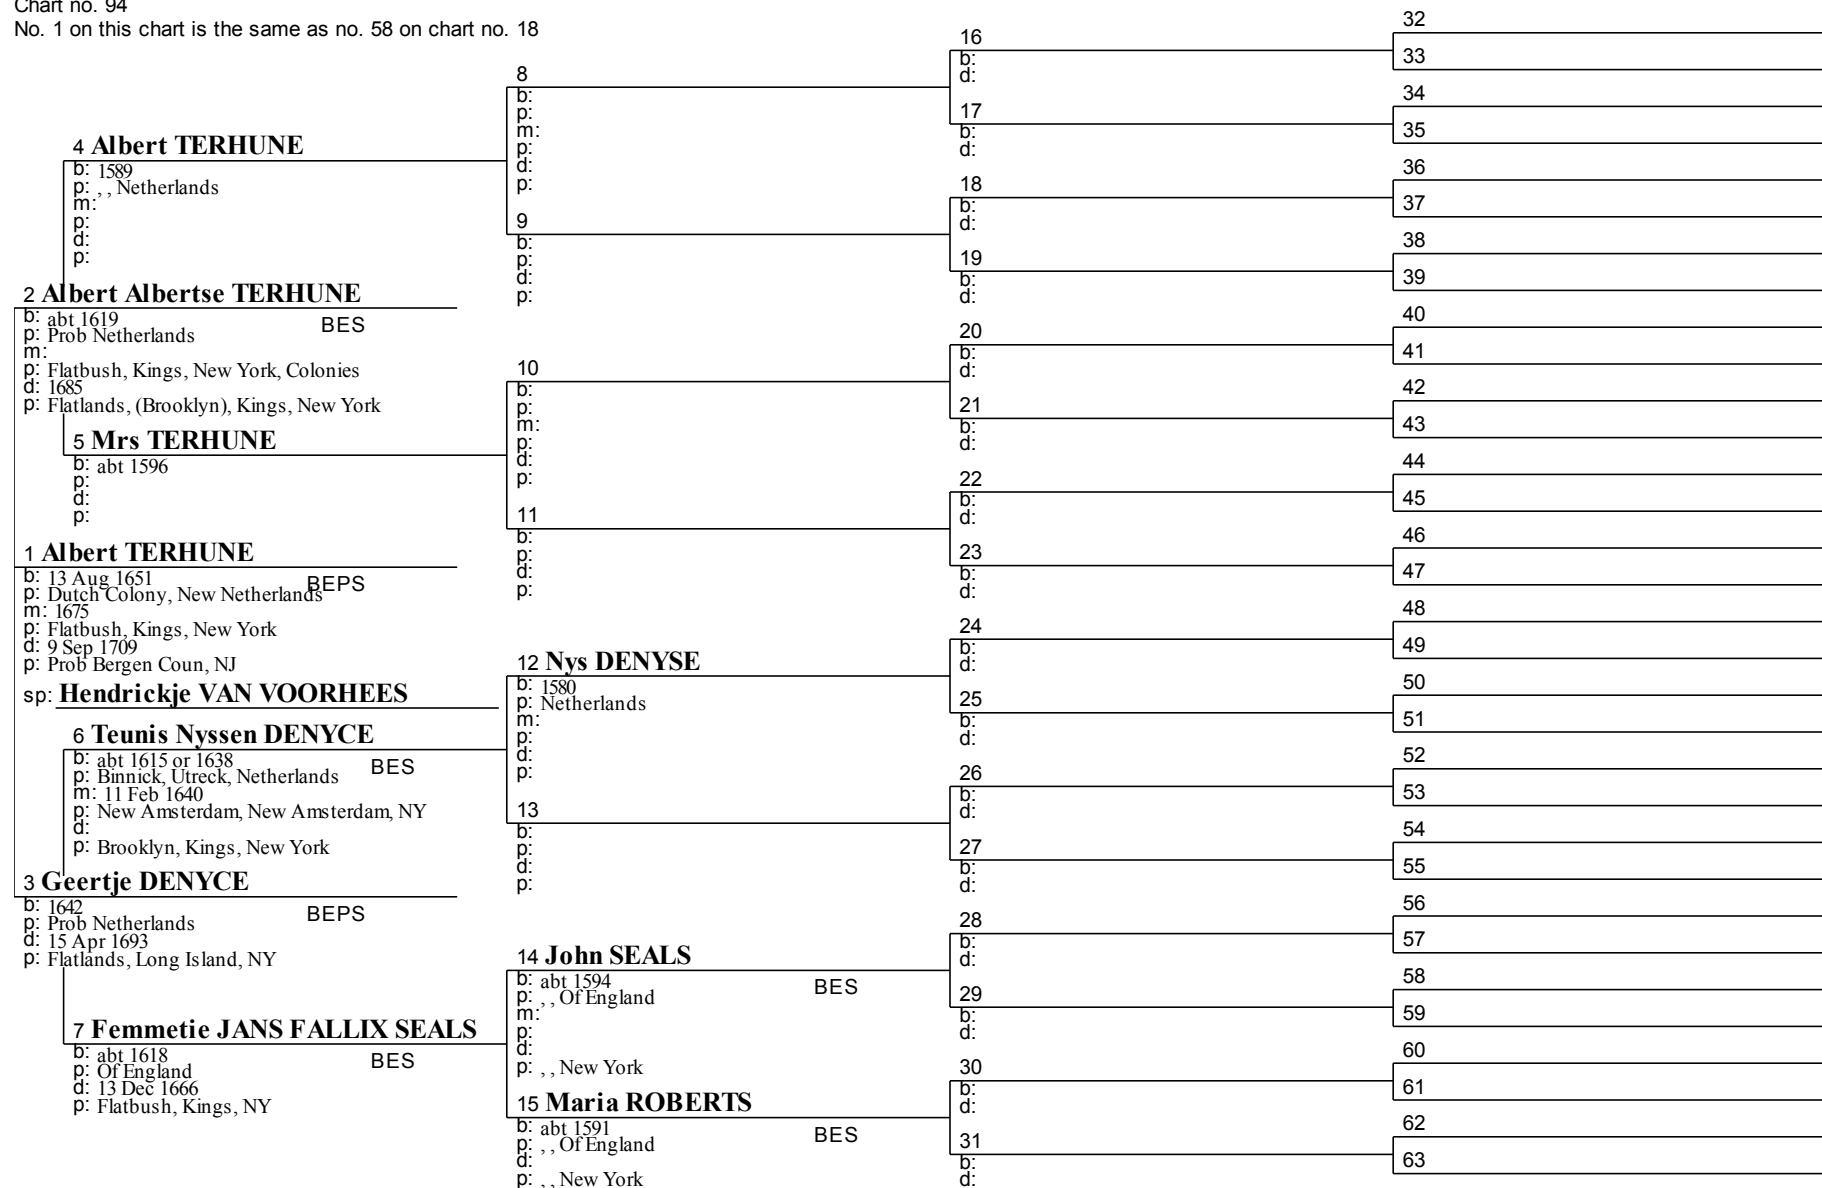 Chart no. 94
No. 1 on this chart is the same as no. 58 on chart no. 18
4 Albert TERHUNE
b: 1589
p: , , Netherlands
m:
p:
d:
p:
2 Albert Albertse TERHUNE
b: abt 1619
BES
p: Prob Netherlands
m:
p: Flatbush, Kings, New York, Colonies
d: 1685
p: Flatlands, (Brooklyn), Kings, New York
5 Mrs TERHUNE
b: abt 1596
p:
d:
p:
1 Albert TERHUNE
b: 13 Aug 1651
BEPS
p: Dutch Colony, New Netherlands
m: 1675
p: Flatbush, Kings, New York
d: 9 Sep 1709
p: Prob Bergen Coun, NJ
sp: Hendrickje VAN VOORHEES
6 Teunis Nyssen DENYCE
b: abt 1615 or 1638
BES
p: Binnick, Utreck, Netherlands
m: 11 Feb 1640
p: New Amsterdam, New Amsterdam, NY
d:
p: Brooklyn, Kings, New York
3 Geertje DENYCE
b: 1642
BEPS
p: Prob Netherlands
d: 15 Apr 1693
p: Flatlands, Long Island, NY
7 Femmetie JANS FALLIX SEALS
b: abt 1618
BES
p: Of England
d: 13 Dec 1666
p: Flatbush, Kings, NY
8
b:
p:
m:
p:
d:
p:
9
b:
p:
d:
p:
10
b:
p:
m:
p:
d:
p:
11
b:
p:
d:
p:
12 Nys DENYSE
b: 1580
p: Netherlands
m:
p:
d:
p:
13
b:
p:
d:
p:
14 John SEALS
b: abt 1594
BES
p: , , Of England
m:
p:
d:
p: , , New York
15 Maria ROBERTS
b: abt 1591
BES
p: , , Of England
d:
p: , , New York
16
b:
d:
17
b:
d:
18
b:
d:
19
b:
d:
20
b:
d:
21
b:
d:
22
b:
d:
23
b:
d:
24
b:
d:
25
b:
d:
26
b:
d:
27
b:
d:
28
b:
d:
29
b:
d:
30
b:
d:
31
b:
d:
32
33
34
35
36
37
38
39
40
41
42
43
44
45
46
47
48
49
50
51
52
53
54
55
56
57
58
59
60
61
62
63